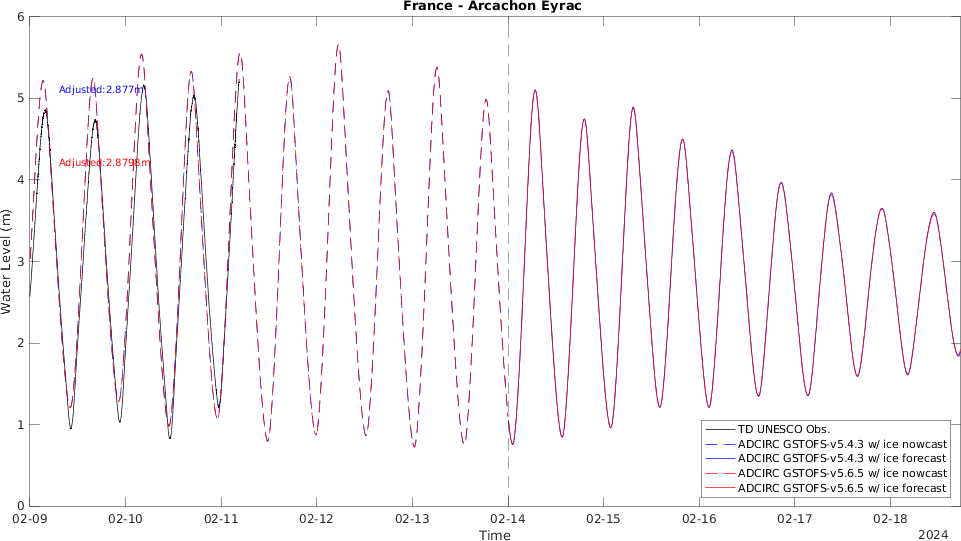 France - Arcachon Eyrac
6
5
4
3
2
1
0
Water Level (m)
Adjusted:2.877m
Adjusted:2.8798m
TD UNESCO Obs.
ADCIRC GSTOFS-v5.4.3 w/ ice nowcast
ADCIRC GSTOFS-v5.4.3 w/ ice forecast
ADCIRC GSTOFS-v5.6.5 w/ ice nowcast
ADCIRC GSTOFS-v5.6.5 w/ ice forecast
02-09 02-10 02-11 02-12 02-13 02-14 02-15 02-16 02-17 02-18
Time
2024